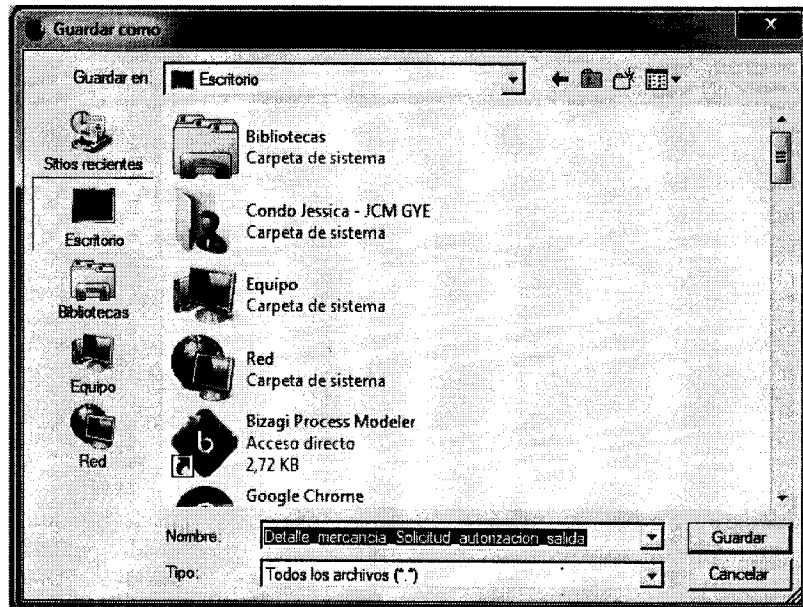 Guardar como
X
Guardar en: Escritorio
Sitios recientes
Escritorio
Bibliotecas
Equipo
Red
Bibliotecas
Carpeta de sistema
Condo Jessica - JCM GYE
Carpeta de sistema
Equipo
Carpeta de sistema
Red
Carpeta de sistema
Bizagi Process Modeler
Acceso directo
2,72 KB
Google Chrome
Nombre: Detalle_mercancia_Solicitud_autorizacion_salida
Guardar
Tipo: Todos los archivos (*.*)
Cancelar